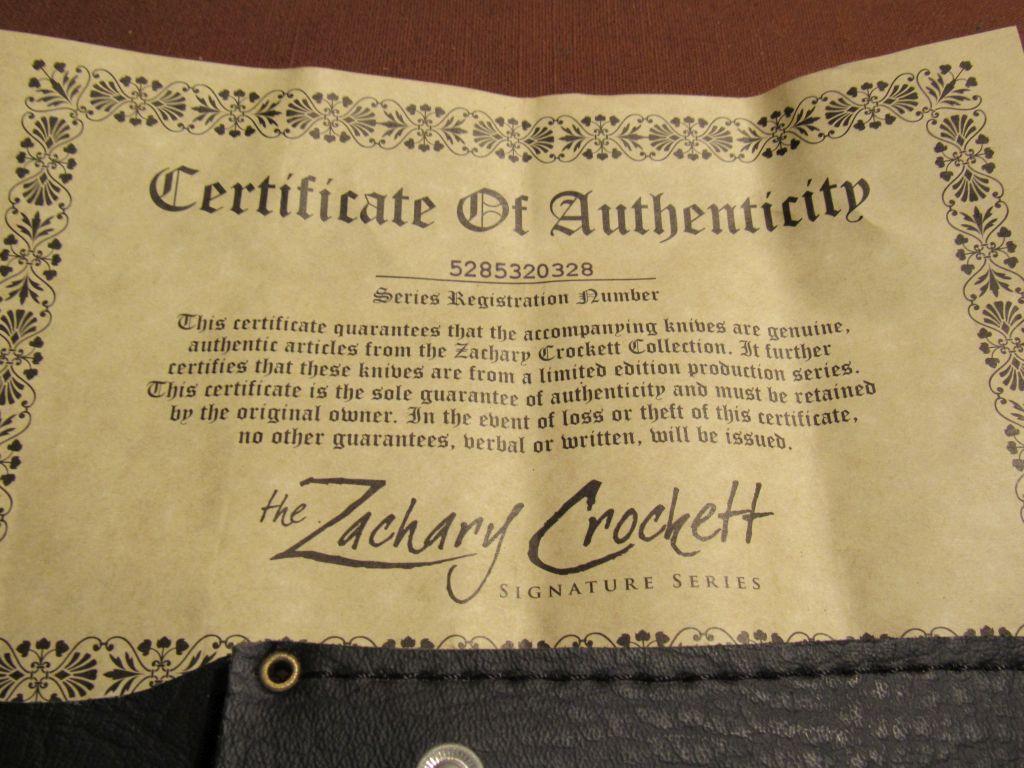 Certificate Of Authenticity
5285320328
Series Registration Number
This certificate quarantees that the accompanying knives are genuine,
authentic articles from the Zachary Crockett Collection. It further
certifies that these knives are from a limited edition production series.
This certificate is the sole guarantee of authenticity and must be retained
by the original owner. In the event of loss or theft of this certificate,
no other guarantees, verbal or written, will be issued.
the Zachary Crockett
SIGNATURE SERIES